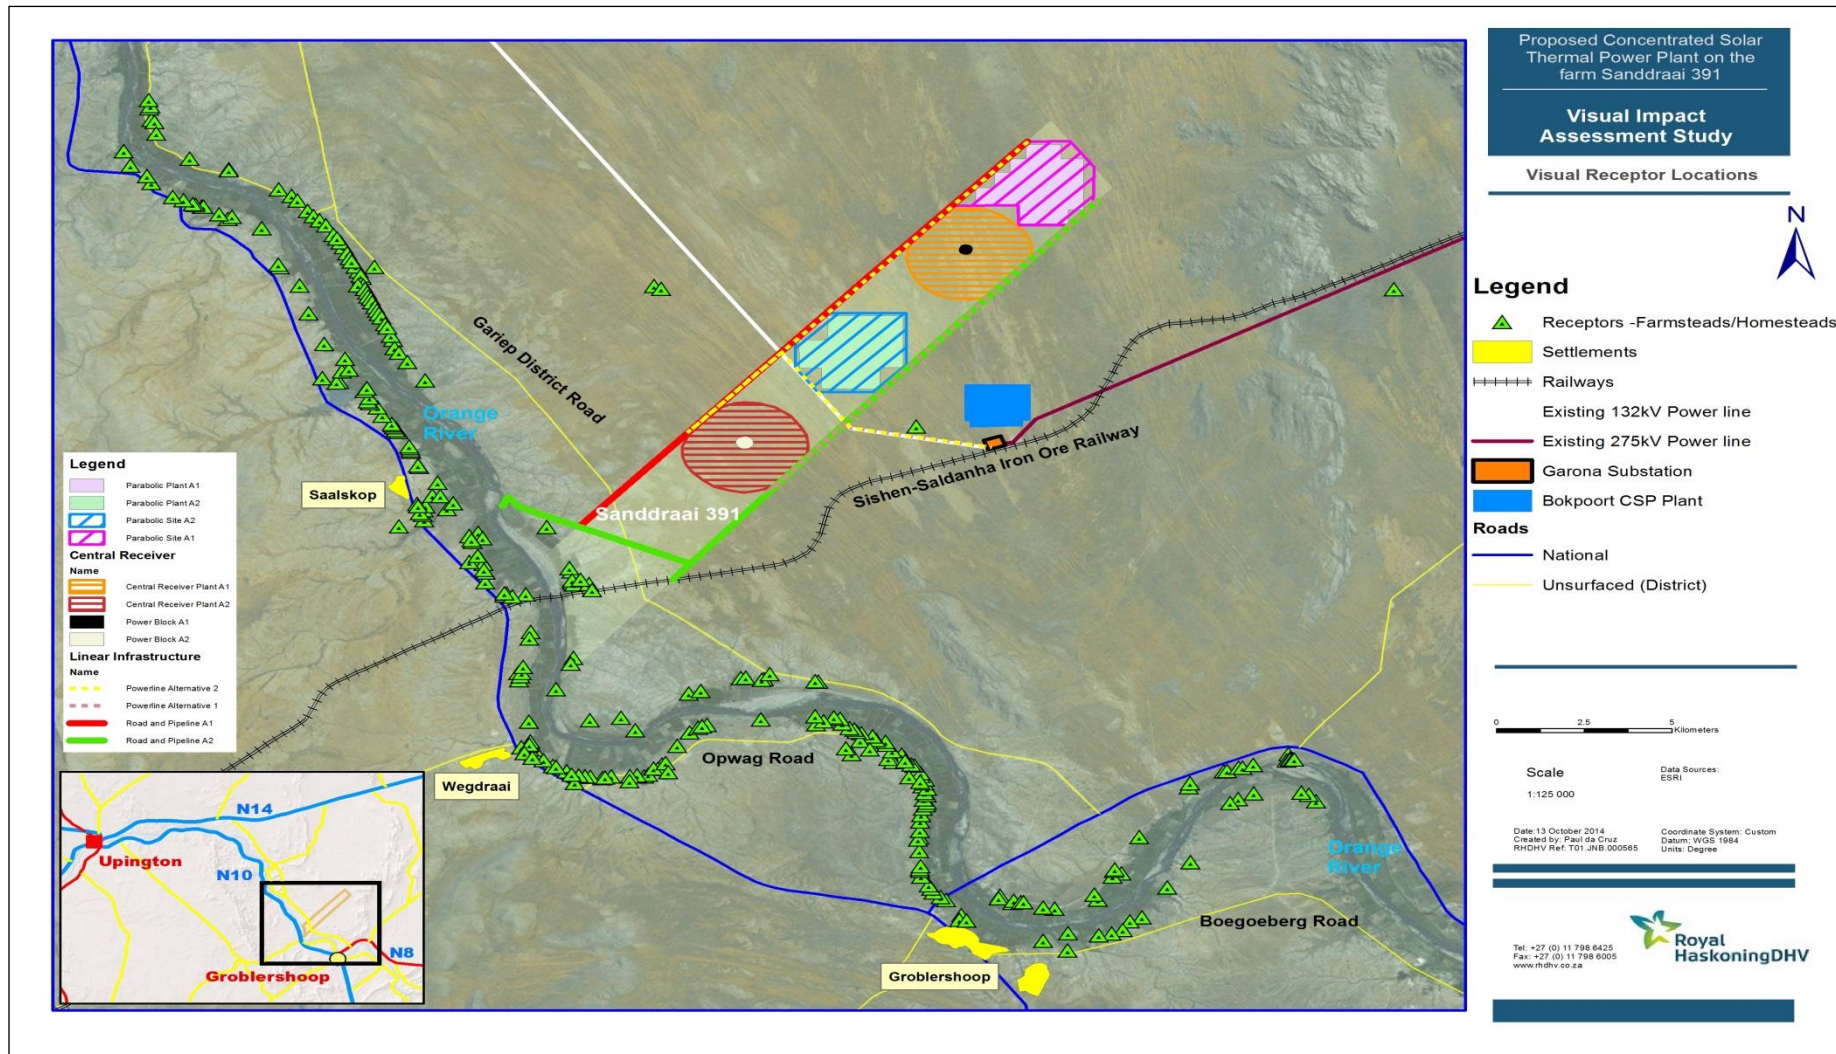 Proposed Concentrated Solar
Thermal Power Plant on the
farm Sanddraai 391
Visual Impact
Assessment Study
Visual Receptor Locations
N
Legend
Receptors -Farmsteads/Homesteads
Settlements
Railways
Existing 132kV Power line
Existing 275kV Power line
Garona Substation
Bokpoort CSP Plant
Roads
National
Unsurfaced (District)
0 2.5 5
Kilometers
Scale
1:125 000
Data Sources:
ESRI
Date:13 October 2014
Created by: Paul da Cruz
RHDHV Ref: T01.JNB.000565
Coordinate System: Custom
Datum: WGS 1984
Units: Degree
Tel: +27 (0) 11 798 6425
Fax: +27 (0) 11 798 6005
www.rhdhv.co.za
Royal
HaskoningDHV
Gariep District Road
Orange
River
Saalskop
Sanddraai 391
Sishen-Saldanha Iron Ore Railway
Opwag Road
Wegdraai
Orange
River
Boegoeberg Road
Groblershoop
Legend
Parabolic Plant A1
Parabolic Plant A2
Parabolic Site A2
Parabolic Site A1
Central Receiver
Name
Central Receiver Plant A1
Central Receiver Plant A2
Power Block A1
Power Block A2
Linear Infrastructure
Name
Powerline Alternative 2
Powerline Alternative 1
Road and Pipeline A1
Road and Pipeline A2
N14
Upington
N10
N8
Groblershoop